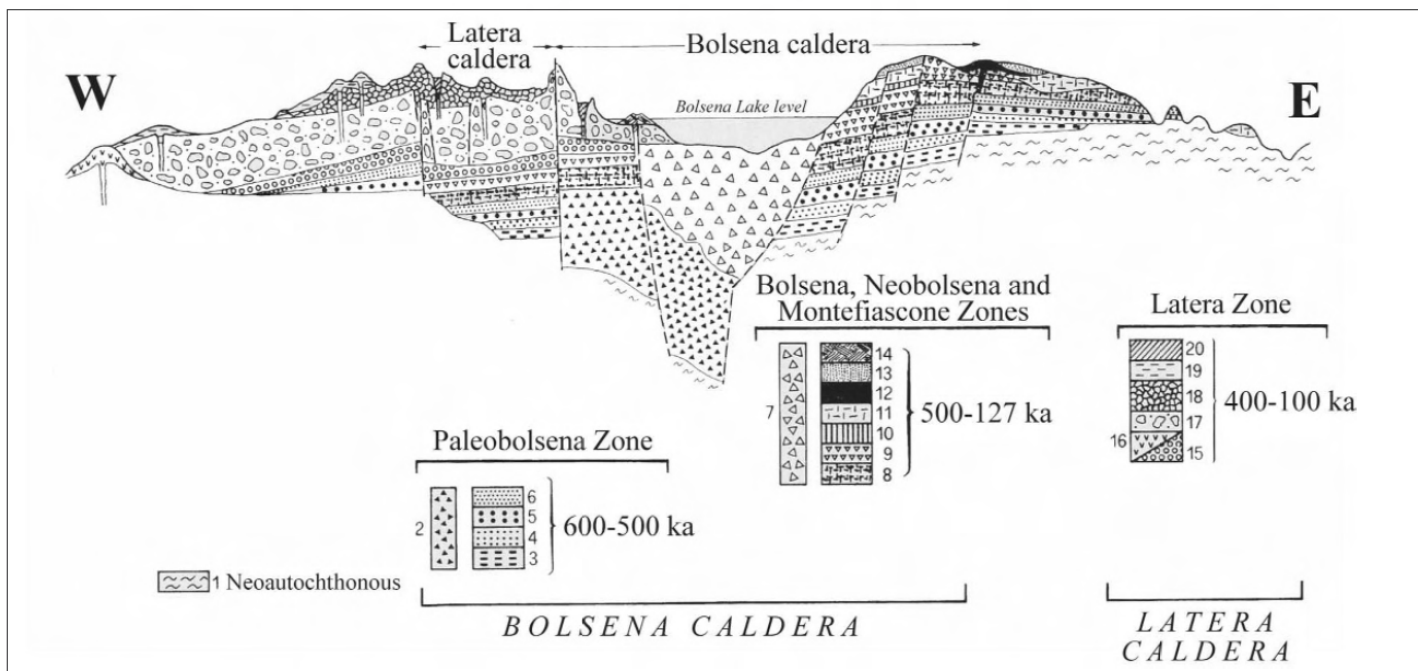 Latera
caldera
Bolsena caldera
W
E
Bolsena Lake level
Bolsena, Neobolsena and
Montefiascone Zones
7
14
13
12
11
10
9
8
500-127 ka
Latera Zone
20
19
18
17
16
15
400-100 ka
Paleobolsena Zone
2
6
5
4
3
600-500 ka
1 Neoautochthonous
BOLSENA CALDERA
LATERA
CALDERA